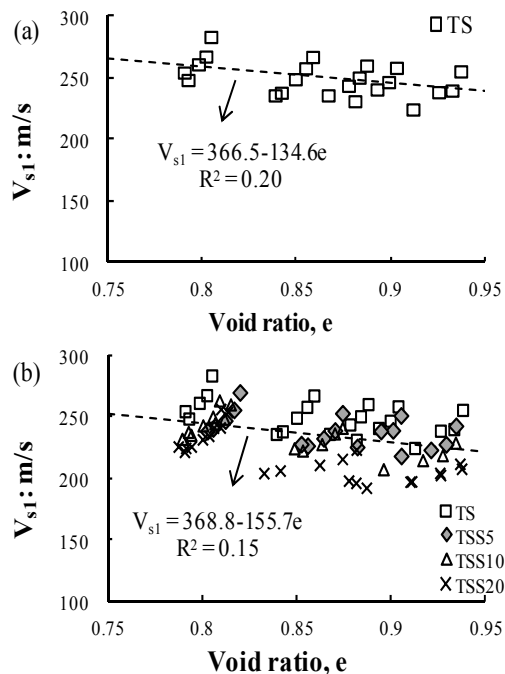 (a)
TS
300
250
200
150
100
V_s1: m/s
V_s1 = 366.5-134.6e
R² = 0.20
0.75 0.8 0.85 0.9 0.95
Void ratio, e
(b)
300
250
200
150
100
V_s1: m/s
V_s1 = 368.8-155.7e
R² = 0.15
TS
TSS5
TSS10
TSS20
0.75 0.8 0.85 0.9 0.95
Void ratio, e